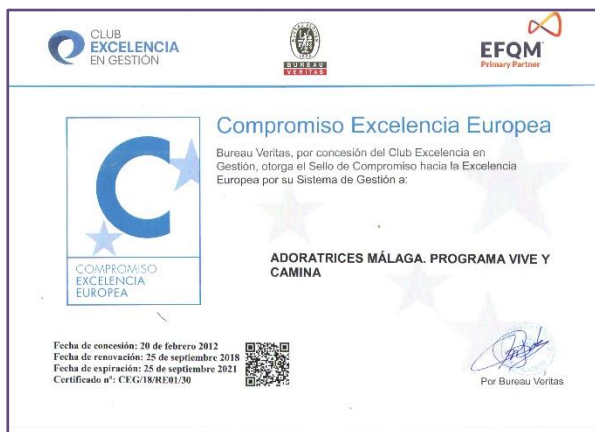 CLUB
EXCELENCIA
EN GESTIÓN
BUREAU
VERITAS
EFQM
Primary Partner
Compromiso Excelencia Europea
Bureau Veritas, por concesión del Club Excelencia en
Gestión, otorga el Sello de Compromiso hacia la Excelencia
Europea por su Sistema de Gestión a:
C
COMPROMISO
EXCELENCIA
EUROPEA
ADORATRICES MÁLAGA. PROGRAMA VIVE Y
CAMINA
Fecha de concesión: 20 de febrero 2012
Fecha de renovación: 25 de septiembre 2018
Fecha de expiración: 25 de septiembre 2021
Certificado nº: CEG/18/RE01/30
Por Bureau Veritas